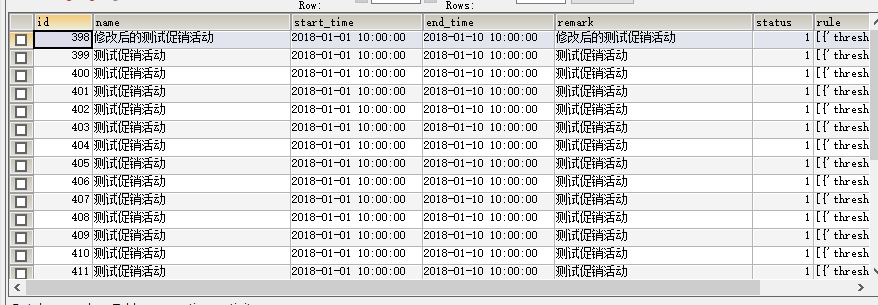 Row: Rows:
id name start_time end_time remark status rule
398 修改后的测试促销活动 2018-01-01 10:00:00 2018-01-10 10:00:00 修改后的测试促销活动 1 [{'thresh
399 测试促销活动 2018-01-01 10:00:00 2018-01-10 10:00:00 测试促销活动 1 [{'thresh
400 测试促销活动 2018-01-01 10:00:00 2018-01-10 10:00:00 测试促销活动 1 [{'thresh
401 测试促销活动 2018-01-01 10:00:00 2018-01-10 10:00:00 测试促销活动 1 [{'thresh
402 测试促销活动 2018-01-01 10:00:00 2018-01-10 10:00:00 测试促销活动 1 [{'thresh
403 测试促销活动 2018-01-01 10:00:00 2018-01-10 10:00:00 测试促销活动 1 [{'thresh
404 测试促销活动 2018-01-01 10:00:00 2018-01-10 10:00:00 测试促销活动 1 [{'thresh
405 测试促销活动 2018-01-01 10:00:00 2018-01-10 10:00:00 测试促销活动 1 [{'thresh
406 测试促销活动 2018-01-01 10:00:00 2018-01-10 10:00:00 测试促销活动 1 [{'thresh
407 测试促销活动 2018-01-01 10:00:00 2018-01-10 10:00:00 测试促销活动 1 [{'thresh
408 测试促销活动 2018-01-01 10:00:00 2018-01-10 10:00:00 测试促销活动 1 [{'thresh
409 测试促销活动 2018-01-01 10:00:00 2018-01-10 10:00:00 测试促销活动 1 [{'thresh
410 测试促销活动 2018-01-01 10:00:00 2018-01-10 10:00:00 测试促销活动 1 [{'thresh
411 测试促销活动 2018-01-01 10:00:00 2018-01-10 10:00:00 测试促销活动 1 [{'thresh